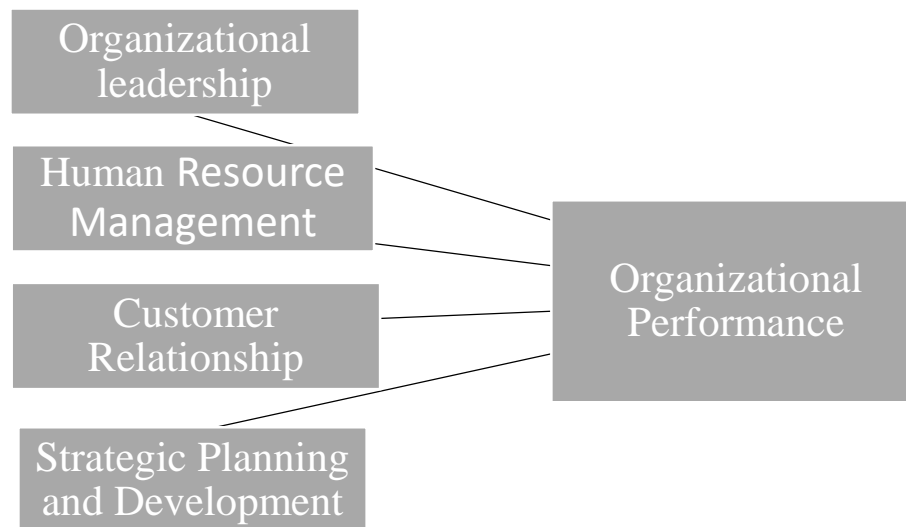 Organizational
leadership
Human Resource
Management
Customer
Relationship
Strategic Planning
and Development
Organizational
Performance